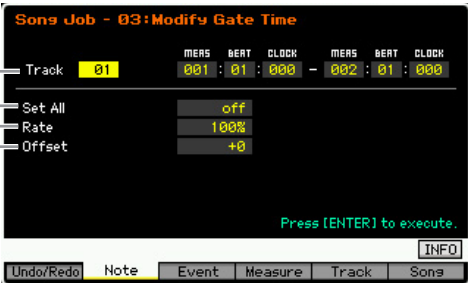 Song Job - 03:Modify Gate Time
MEAS BEAT CLOCK MEAS BEAT CLOCK
Track 01 001 : 01 : 000 - 002 : 01 : 000
Set All off
Rate 100%
Offset +0
Press [ENTER] to execute.
INFO
Undo/Redo Note Event Measure Track Song